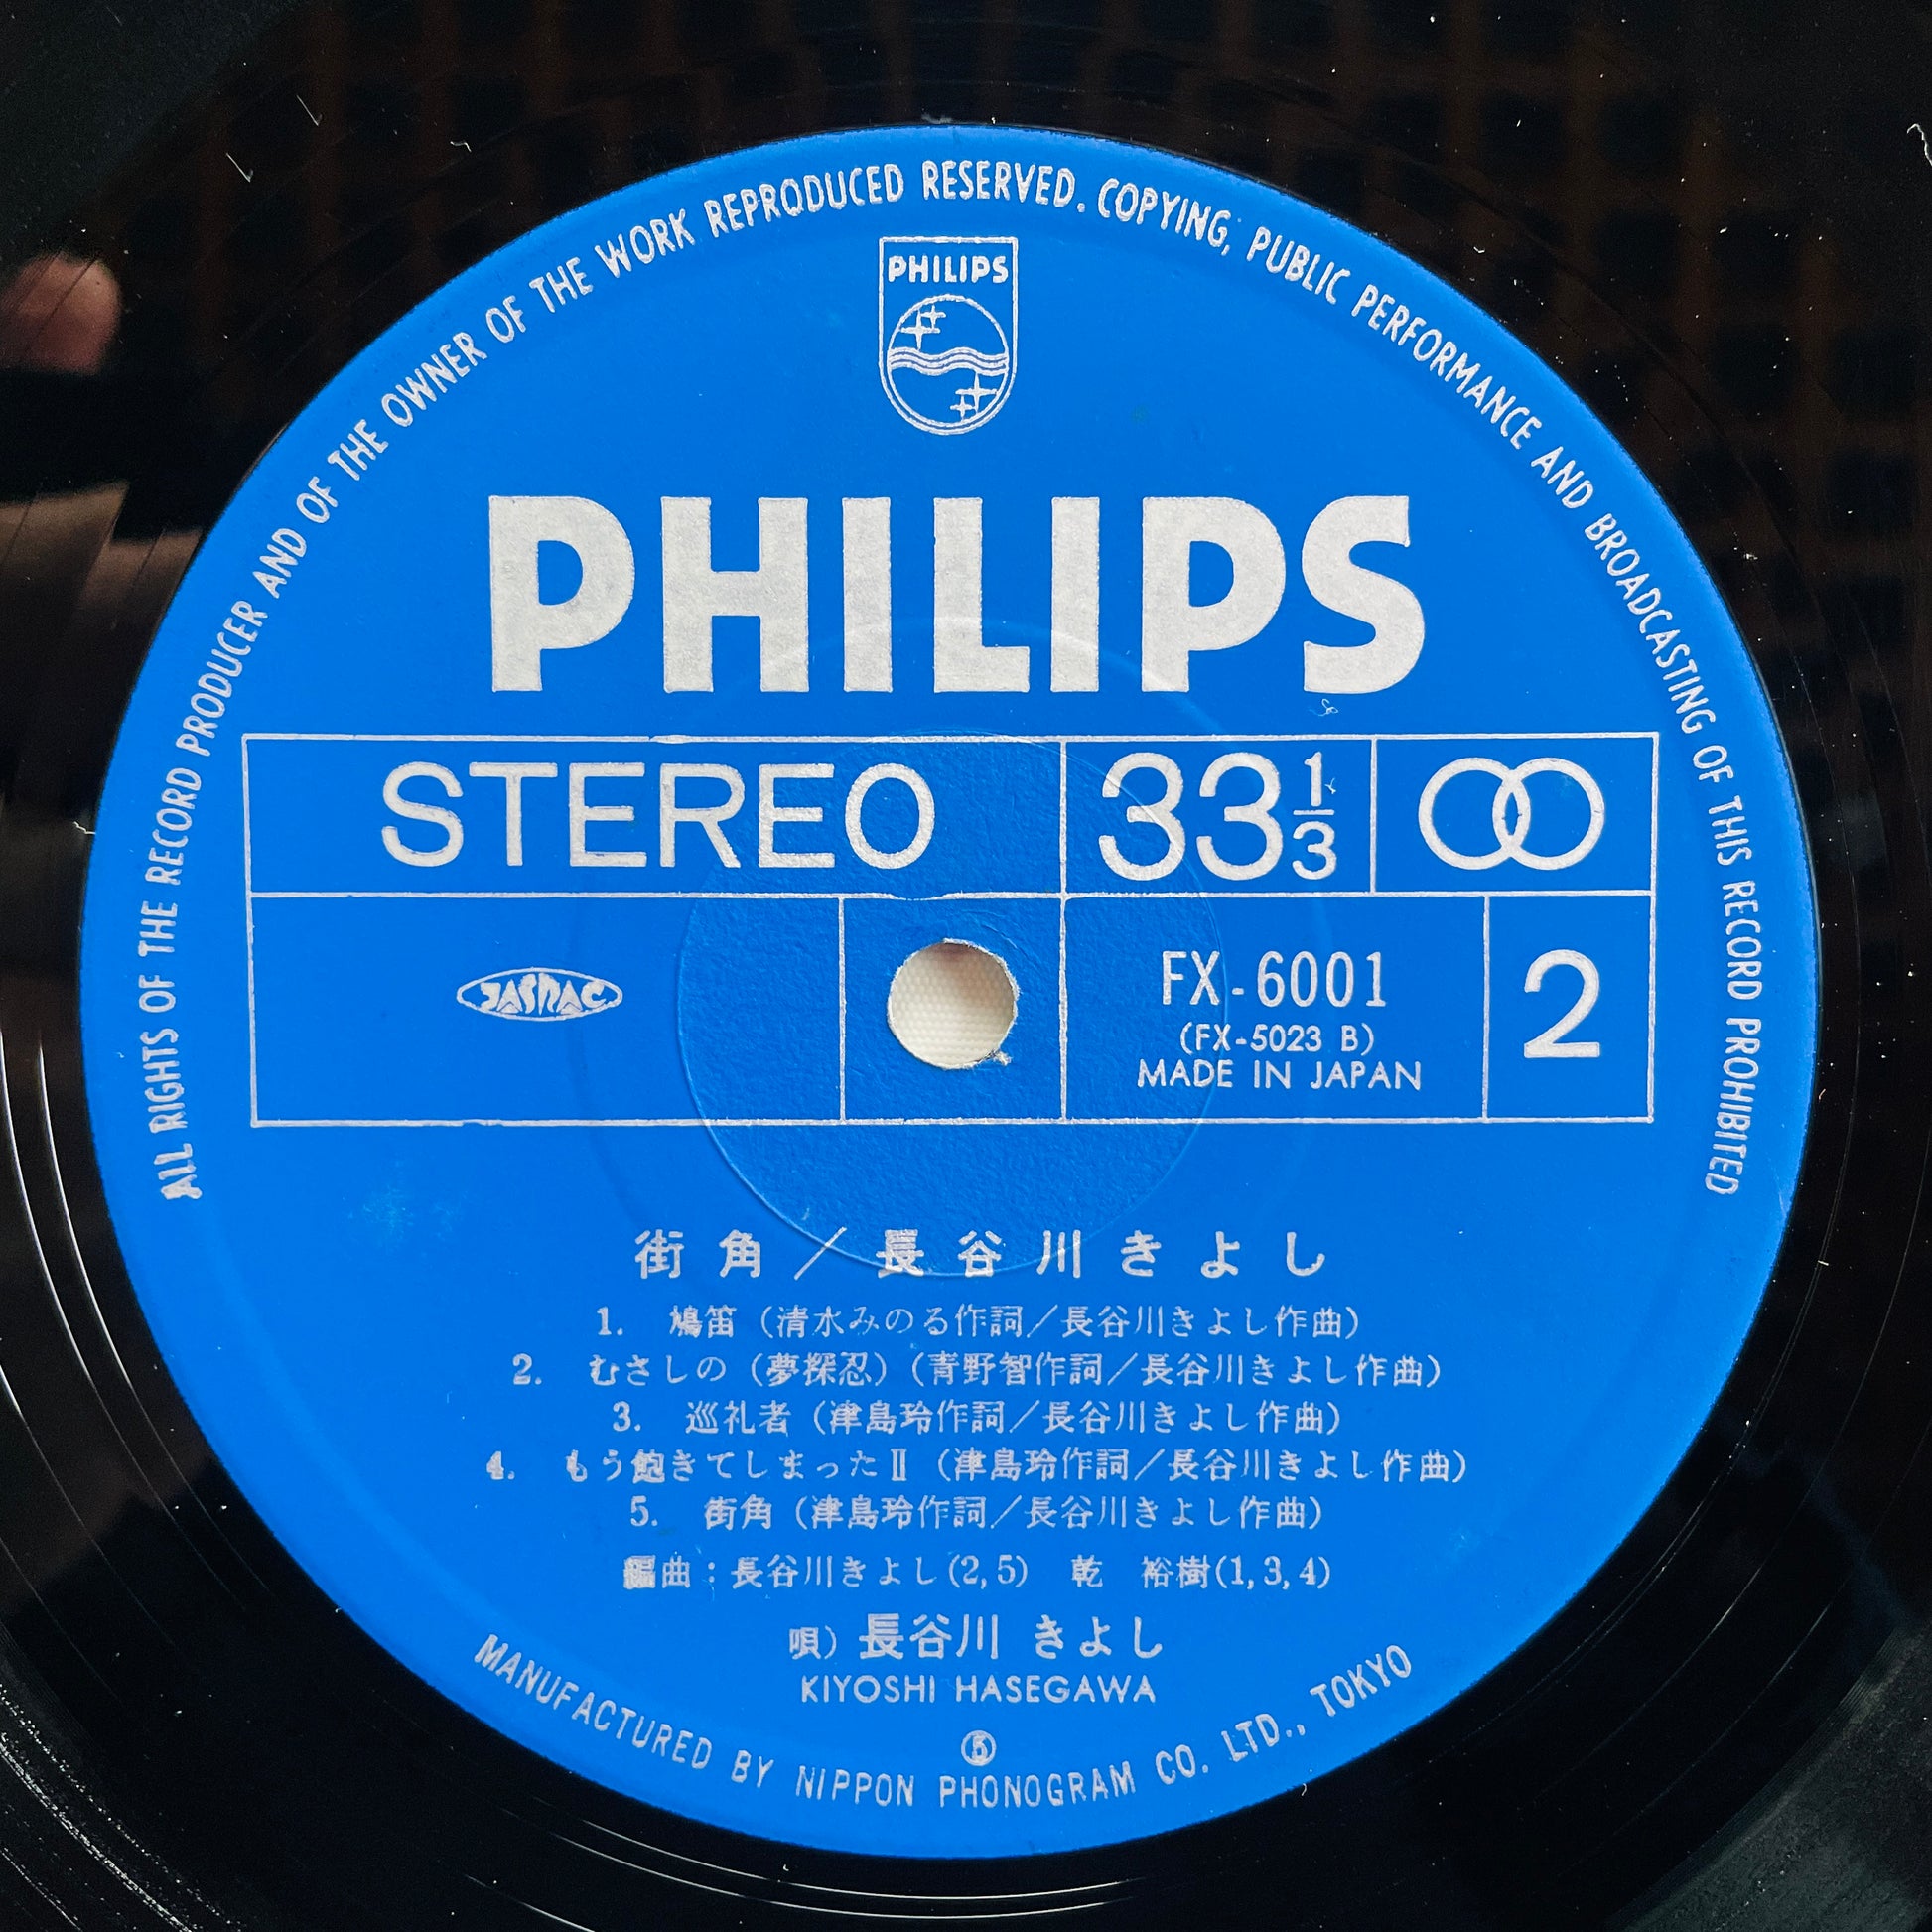 ALL RIGHTS OF THE RECORD PRODUCER AND OF THE OWNER OF THE WORK REPRODUCED RESERVED. COPYING, PUBLIC PERFORMANCE AND BROADCASTING OF THIS RECORD PROHIBITED
PHILIPS
PHILIPS
STEREO 33 1/3
JASRAC
FX-6001
(FX-5023 B)
MADE IN JAPAN
2
街角／長谷川きよし
1. 鳩笛（清水みのる作詞／長谷川きよし作曲）
2. むさしの（夢探忍）（青野智作詞／長谷川きよし作曲）
3. 巡礼者（津島玲作詞／長谷川きよし作曲）
4. もう飽きてしまったⅡ（津島玲作詞／長谷川きよし作曲）
5. 街角（津島玲作詞／長谷川きよし作曲）
編曲：長谷川きよし(2,5) 乾 裕樹(1,3,4)
唄）長谷川 きよし
KIYOSHI HASEGAWA
MANUFACTURED BY NIPPON PHONOGRAM CO. LTD., TOKYO